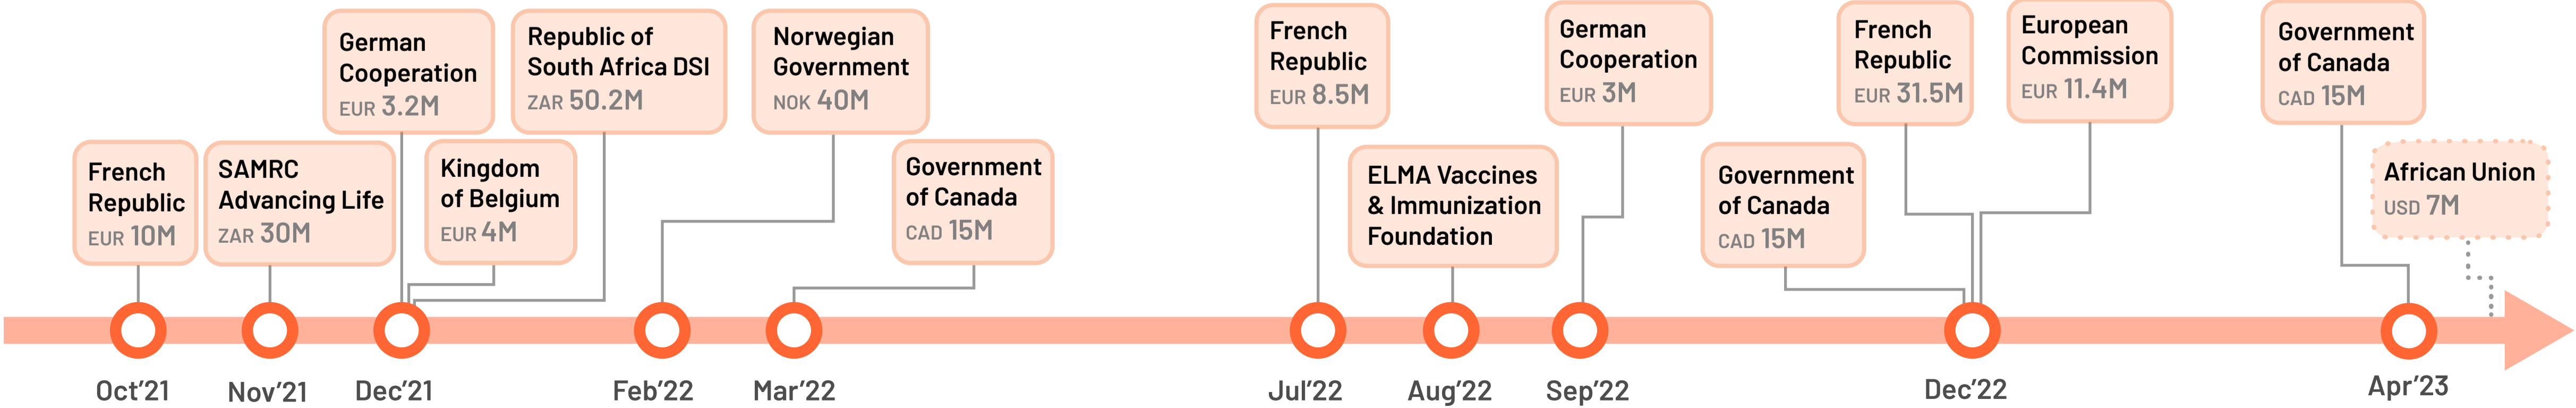 French
Republic
EUR 10M
SAMRC
Advancing Life
ZAR 30M
German
Cooperation
EUR 3.2M
Kingdom
of Belgium
EUR 4M
Republic of
South Africa DSI
ZAR 50.2M
Norwegian
Government
NOK 40M
Government
of Canada
CAD 15M
French
Republic
EUR 8.5M
ELMA Vaccines
& Immunization
Foundation
German
Cooperation
EUR 3M
Government
of Canada
CAD 15M
French
Republic
EUR 31.5M
European
Commission
EUR 11.4M
Government
of Canada
CAD 15M
African Union
USD 7M
Oct'21
Nov'21
Dec'21
Feb'22
Mar'22
Jul'22
Aug'22
Sep'22
Dec'22
Apr'23